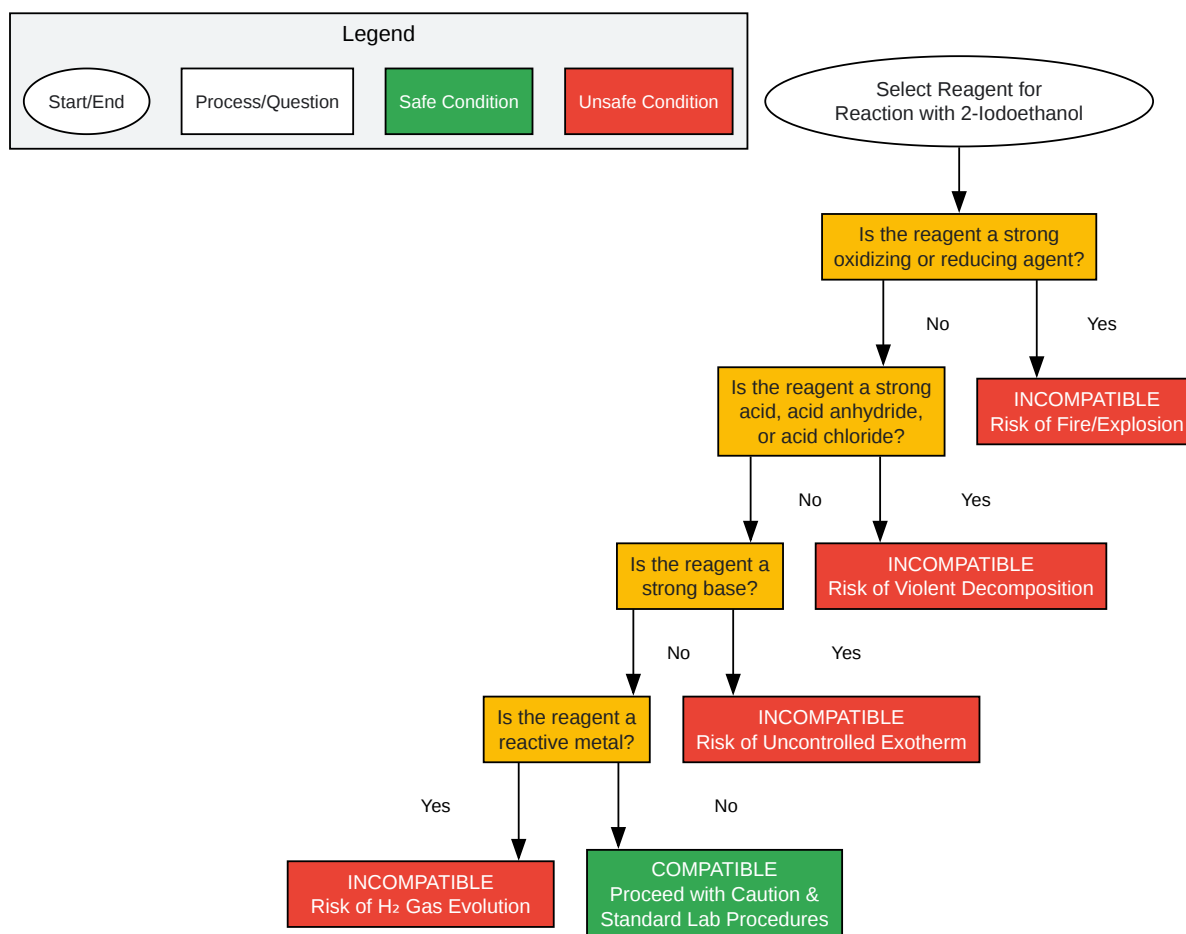 Legend
Start/End
Process/Question
Safe Condition
Unsafe Condition
Select Reagent for
Reaction with 2-Iodoethanol
Is the reagent a strong
oxidizing or reducing agent?
No
Yes
Is the reagent a strong
acid, acid anhydride,
or acid chloride?
INCOMPATIBLE
Risk of Fire/Explosion
No
Yes
Is the reagent a
strong base?
INCOMPATIBLE
Risk of Violent Decomposition
No
Yes
Is the reagent a
reactive metal?
INCOMPATIBLE
Risk of Uncontrolled Exotherm
Yes
No
INCOMPATIBLE
Risk of H₂ Gas Evolution
COMPATIBLE
Proceed with Caution &
Standard Lab Procedures